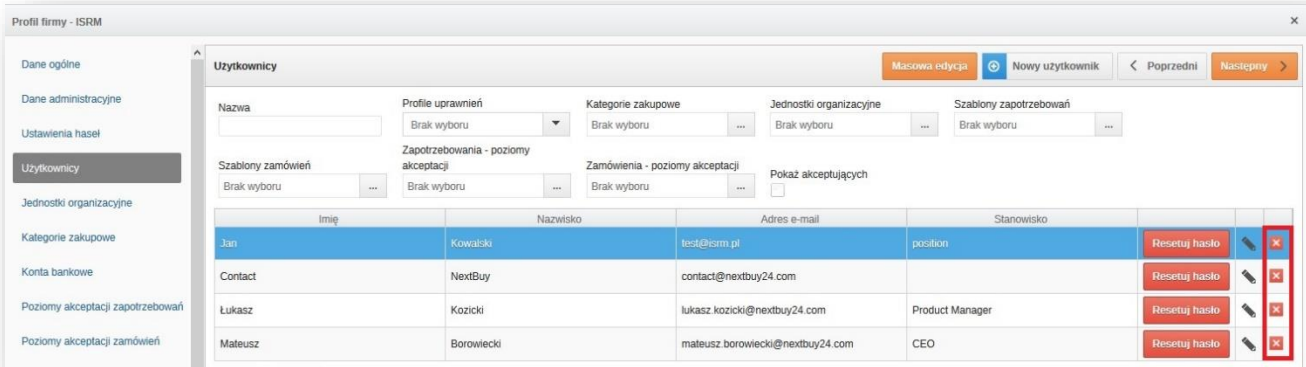 Profil firmy - ISRM
Dane ogólne
Dane administracyjne
Ustawienia haseł
Użytkownicy
Jednostki organizacyjne
Kategorie zakupowe
Konta bankowe
Poziomy akceptacji zapotrzebowań
Poziomy akceptacji zamówień
Użytkownicy
Masowa edycja
Nowy użytkownik
Poprzedni
Następny
Nazwa
Profile uprawnień
Kategorie zakupowe
Jednostki organizacyjne
Szablony zapotrzebowań
Brak wyboru
Brak wyboru ...
Brak wyboru ...
Brak wyboru ...
Szablony zamówień
Zapotrzebowania - poziomy
akceptacji
Zamówienia - poziomy akceptacji
Pokaż akceptujących
Brak wyboru ...
Brak wyboru ...
Brak wyboru ...
Imię Nazwisko Adres e-mail Stanowisko
Jan Kowalski test@isrm.pl position Resetuj hasło
Contact NextBuy contact@nextbuy24.com Resetuj hasło
Łukasz Kozicki lukasz.kozicki@nextbuy24.com Product Manager Resetuj hasło
Mateusz Borowiecki mateusz.borowiecki@nextbuy24.com CEO Resetuj hasło